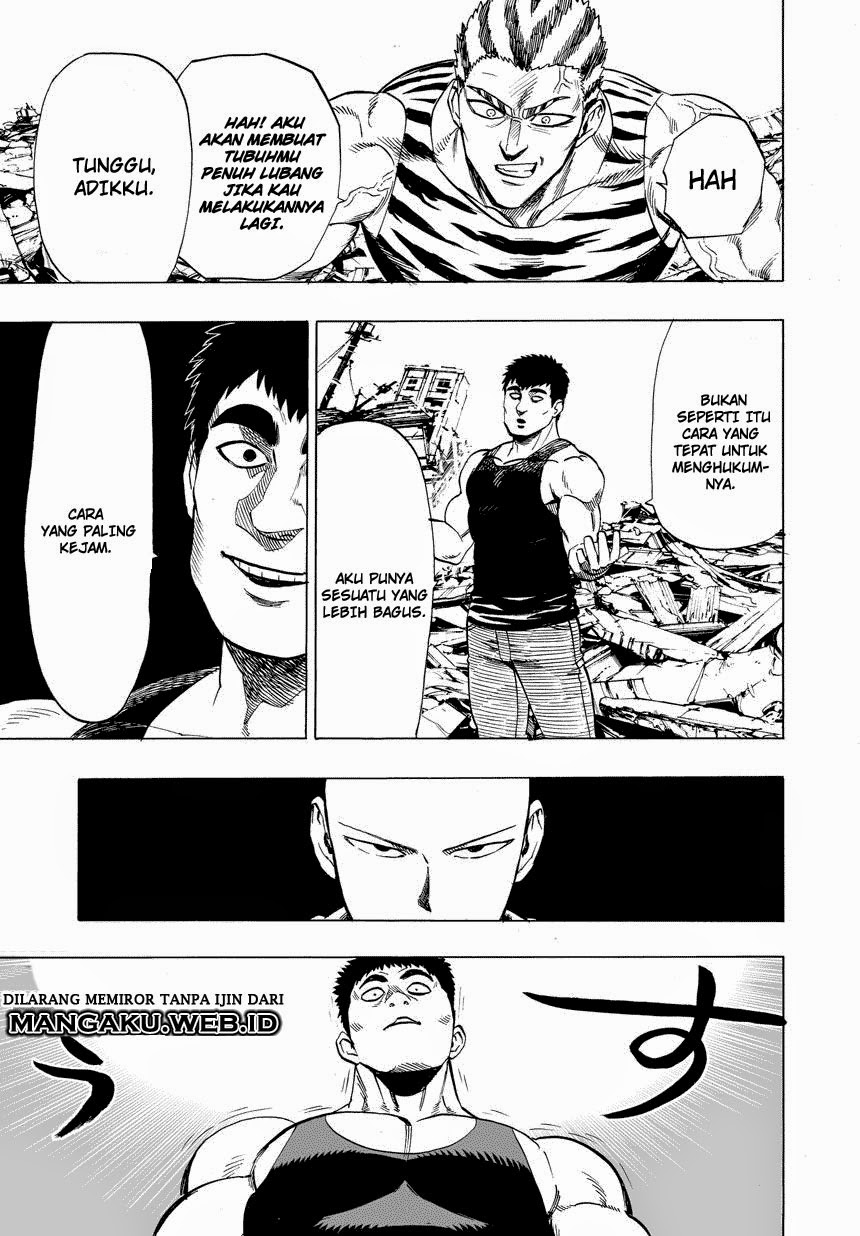 HAH
HAH! AKU
AKAN MEMBUAT
TUBUHMU
PENUH LUBANG
JIKA KAU
MELAKUKANNYA
LAGI.
TUNGGU,
ADIKKU.
BUKAN
SEPERTI ITU
CARA YANG
TEPAT UNTUK
MENGHUKUM-
NYA.
AKU PUNYA
SESUATU YANG
LEBIH BAGUS.
CARA
YANG PALING
KEJAM.
す
ぅ
DILARANG MEMIROR TANPA IJIN DARI
MANGAKU.WEB.ID